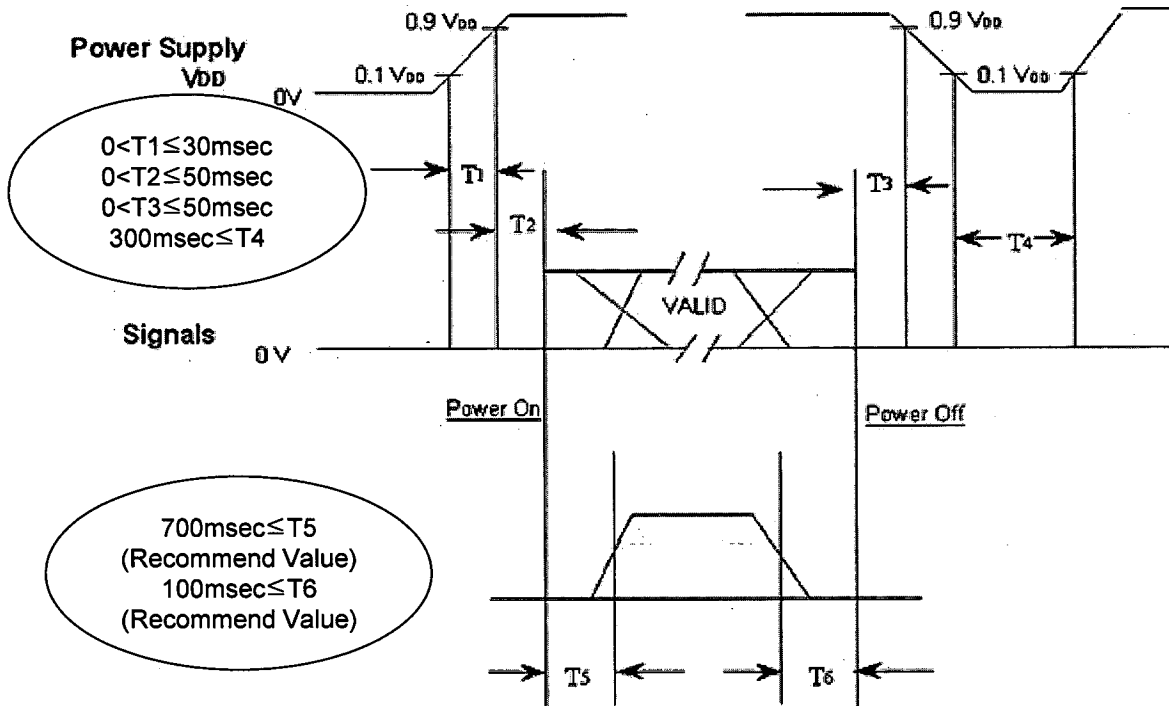 0.9 VDD
0.9 VDD
Power Supply
VDD
0.1 VDD
0.1 VDD
0V
0<T1≤30msec
0<T2≤50msec
0<T3≤50msec
300msec≤T4
T1
T3
T2
T4
VALID
Signals
0 V
Power On
Power Off
700msec≤T5
(Recommend Value)
100msec≤T6
(Recommend Value)
T5
T6